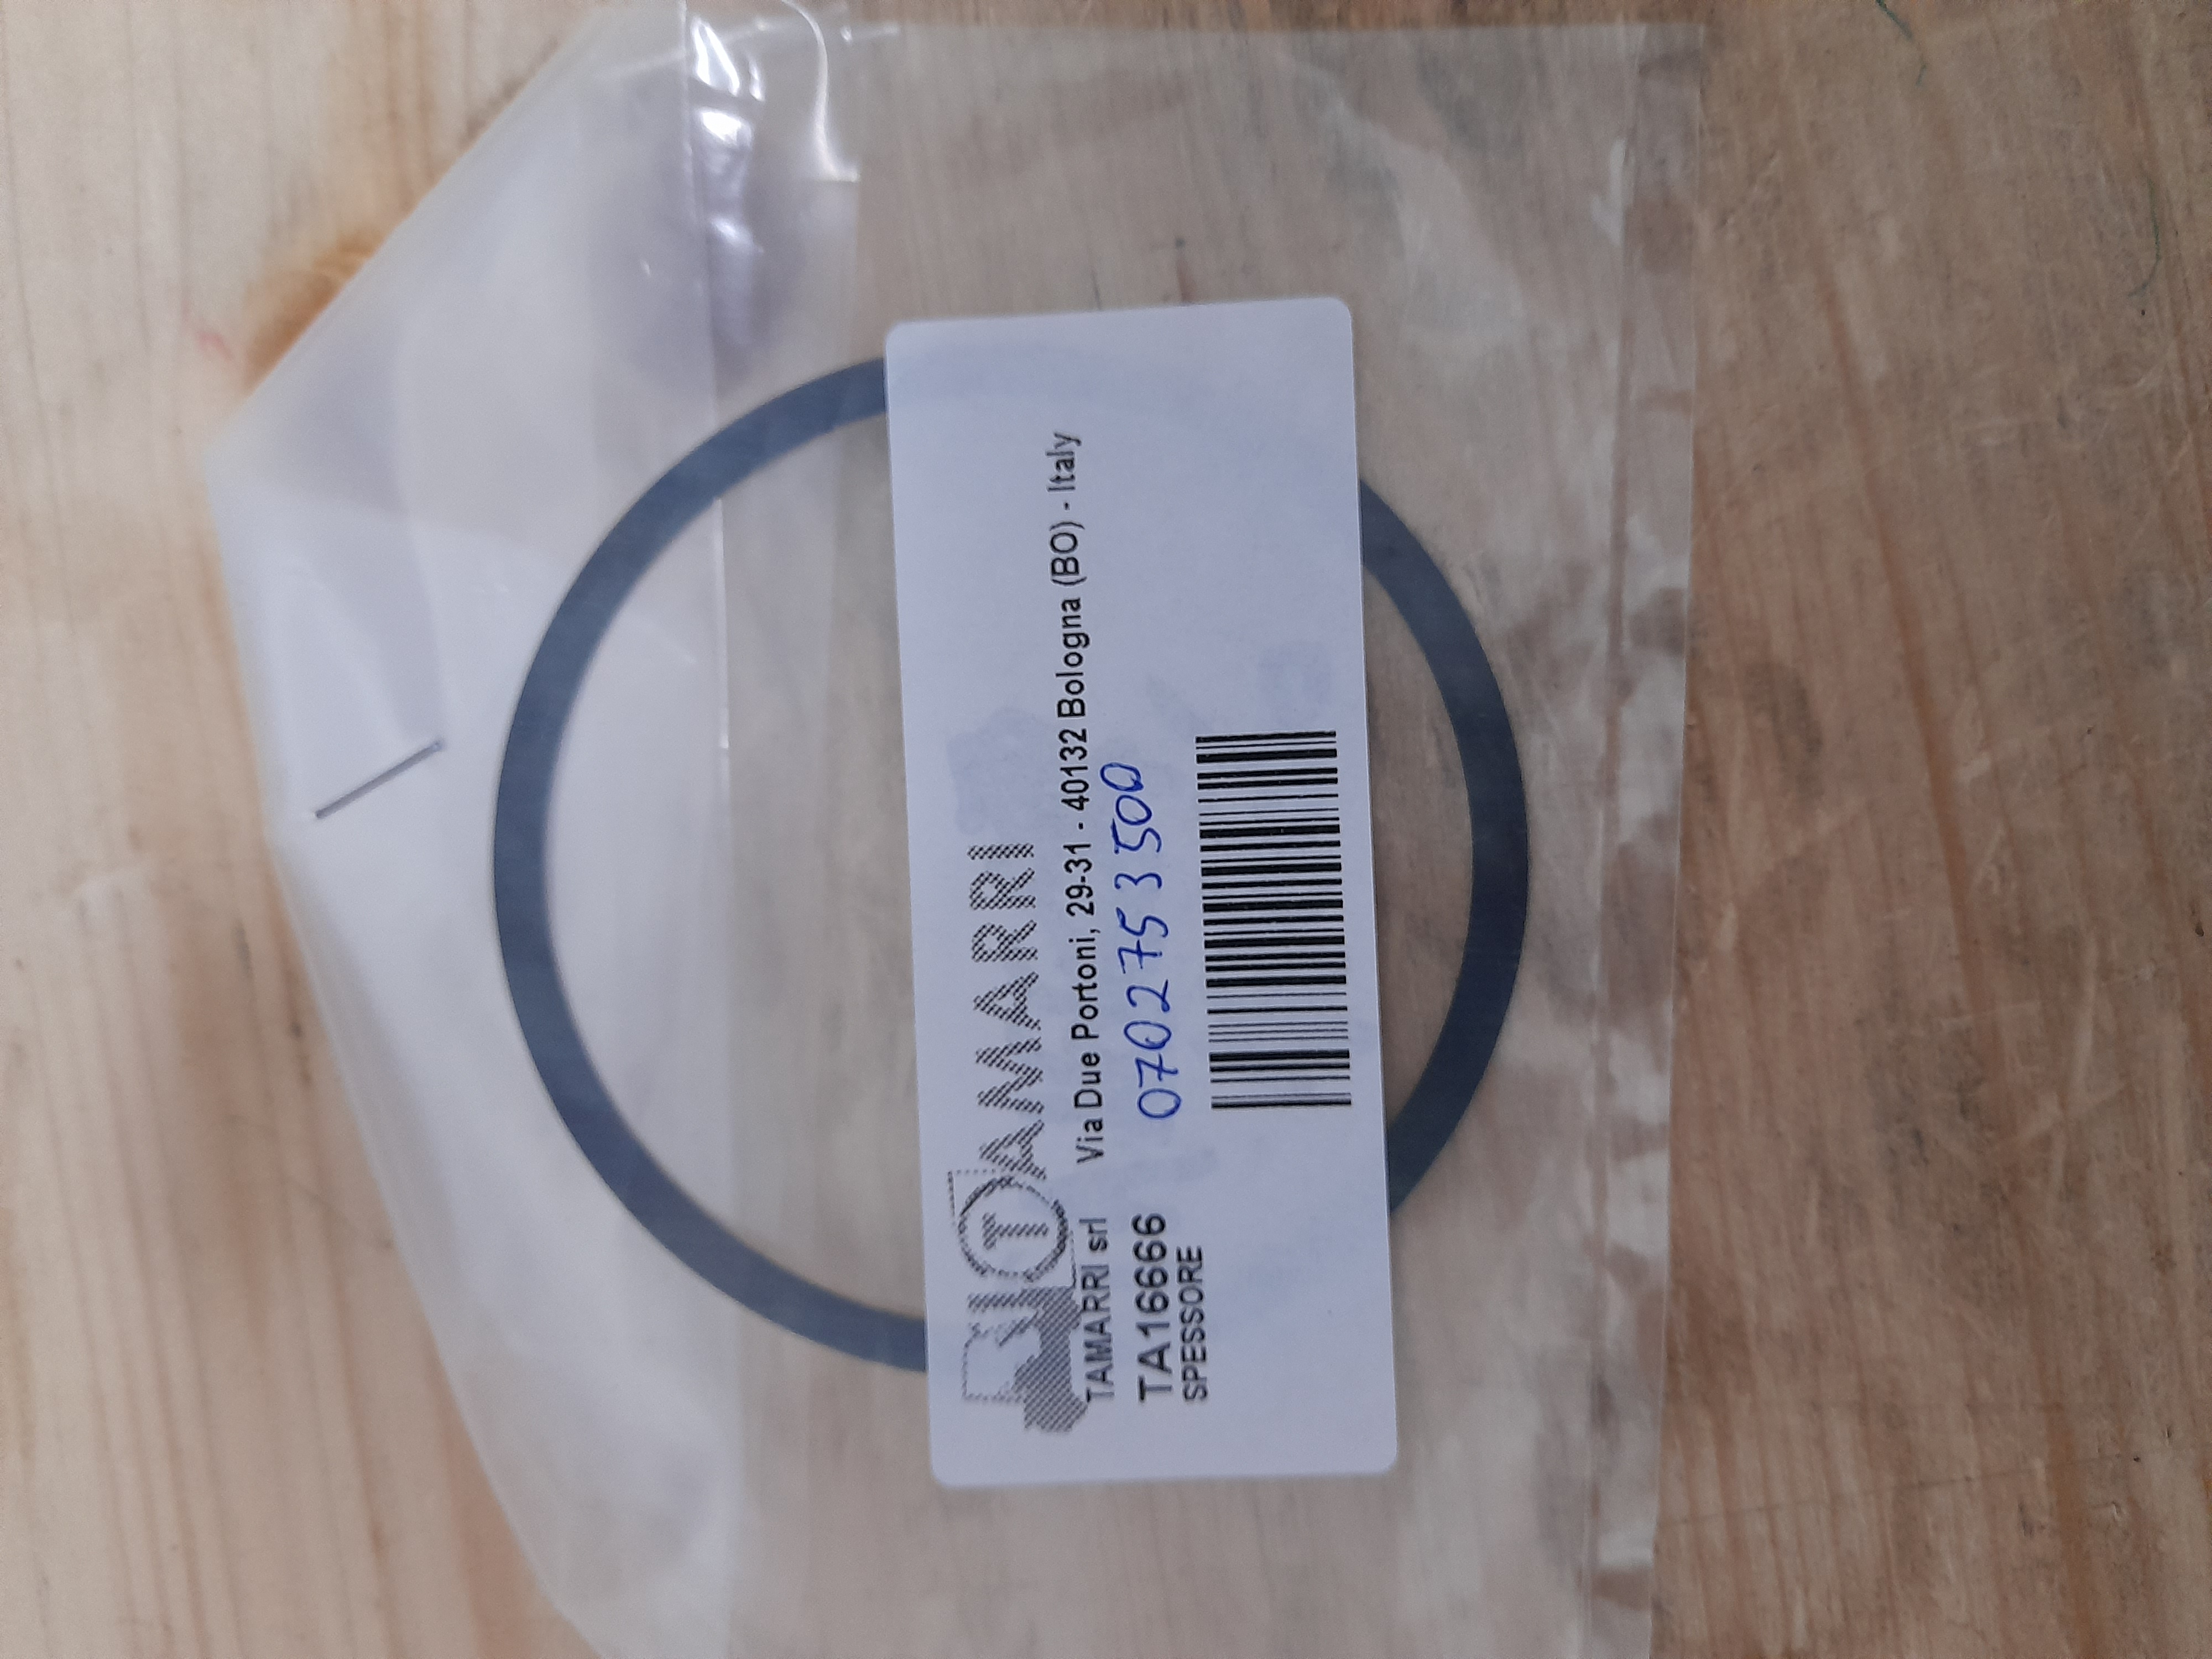 TAMARRI
TAMARRI srl Via Due Portoni, 29-31 - 40132 Bologna (BO) - Italy
TA16666 0702753500
SPESSORE